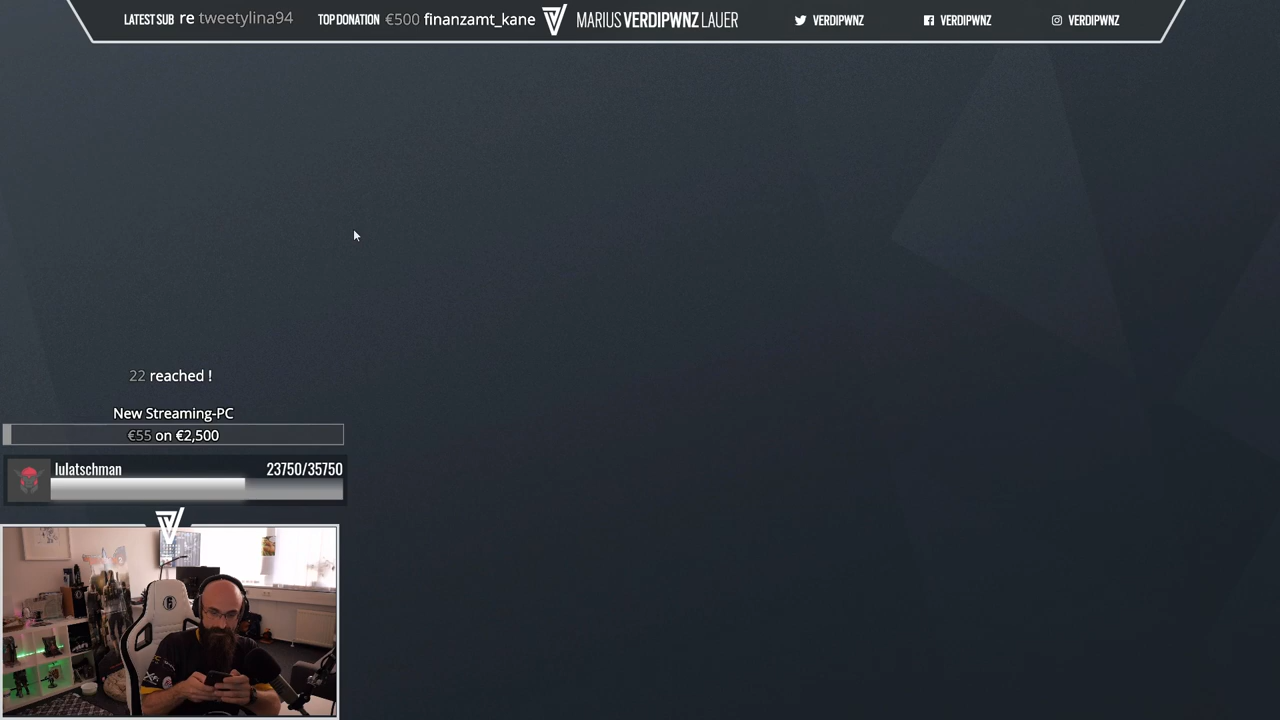 LATEST SUB re tweetylina94 TOP DONATION €500 finanzamt_kane MARIUS VERDIPWNZ LAUER VERDIPWNZ VERDIPWNZ VERDIPWNZ
22 reached !
New Streaming-PC
€55 on €2,500
lulatschman 23750/35750